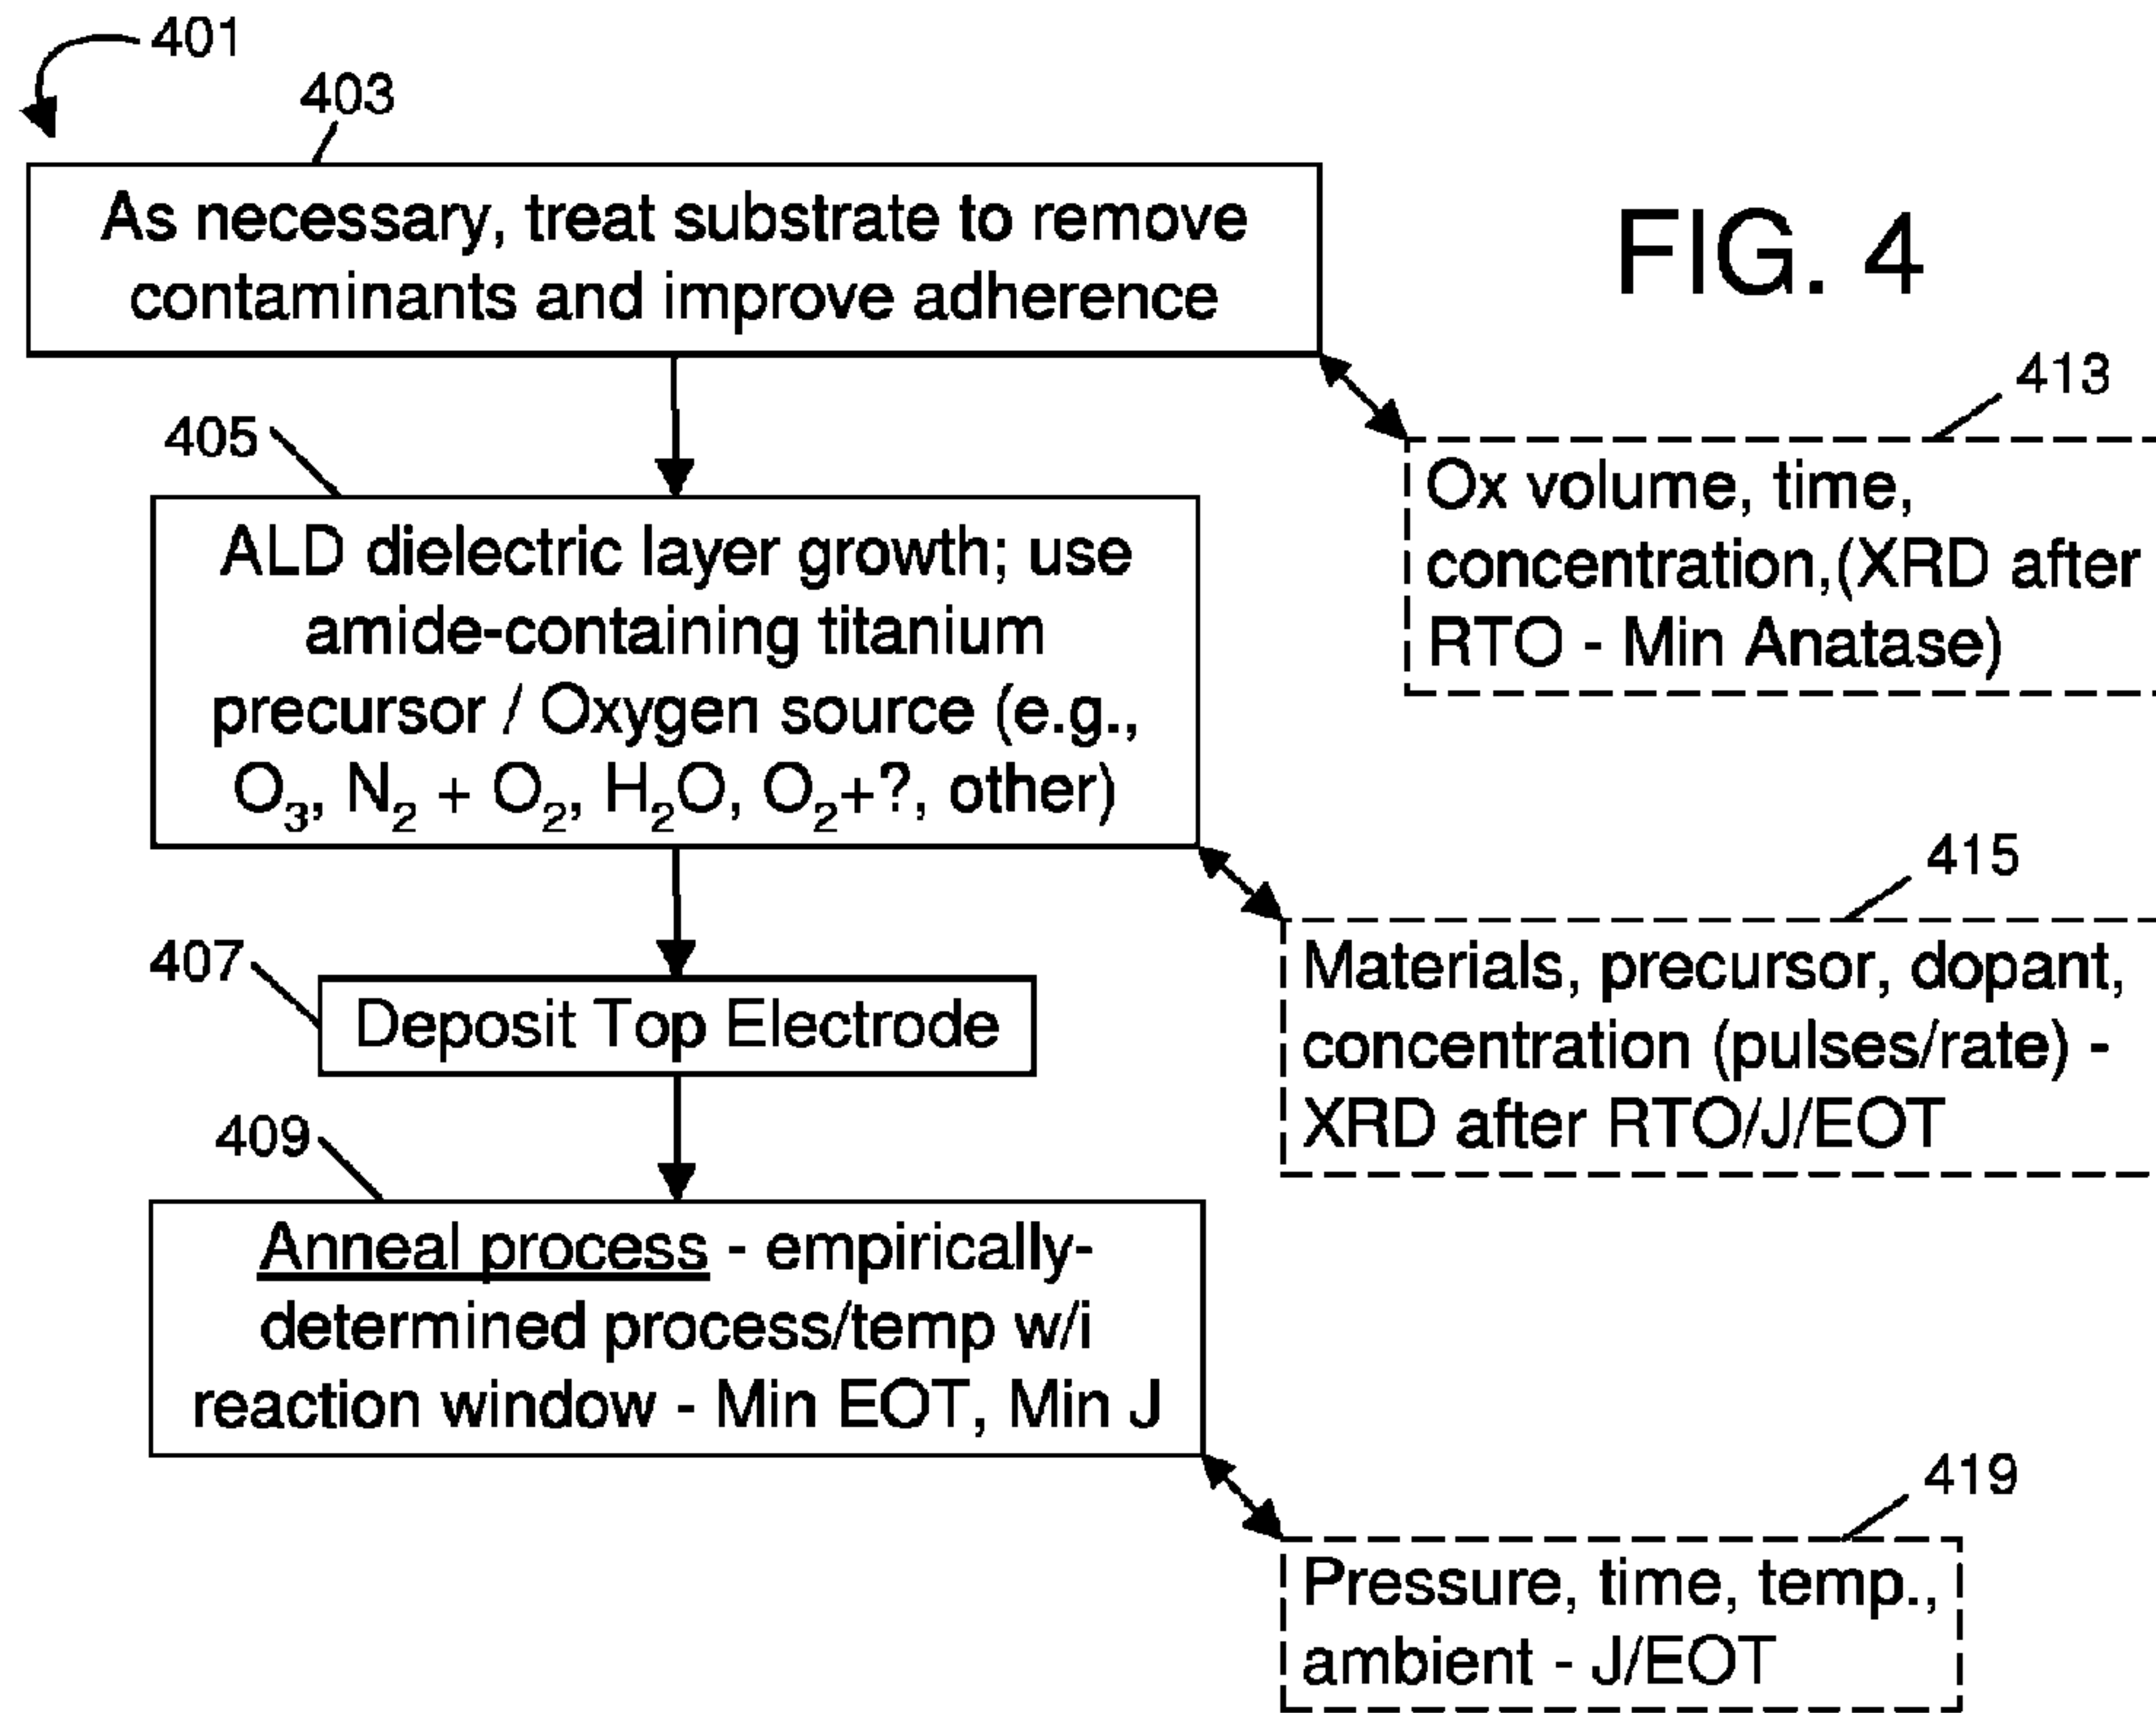 401
403
As necessary, treat substrate to remove
contaminants and improve adherence
FIG. 4
413
Ox volume, time,
concentration,(XRD after
RTO - Min Anatase)
405
ALD dielectric layer growth; use
amide-containing titanium
precursor / Oxygen source (e.g.,
O₃, N₂ + O₂, H₂O, O₂+?, other)
415
Materials, precursor, dopant,
concentration (pulses/rate) -
XRD after RTO/J/EOT
407
Deposit Top Electrode
409
Anneal process - empirically-
determined process/temp w/i
reaction window - Min EOT, Min J
419
Pressure, time, temp.,
ambient - J/EOT